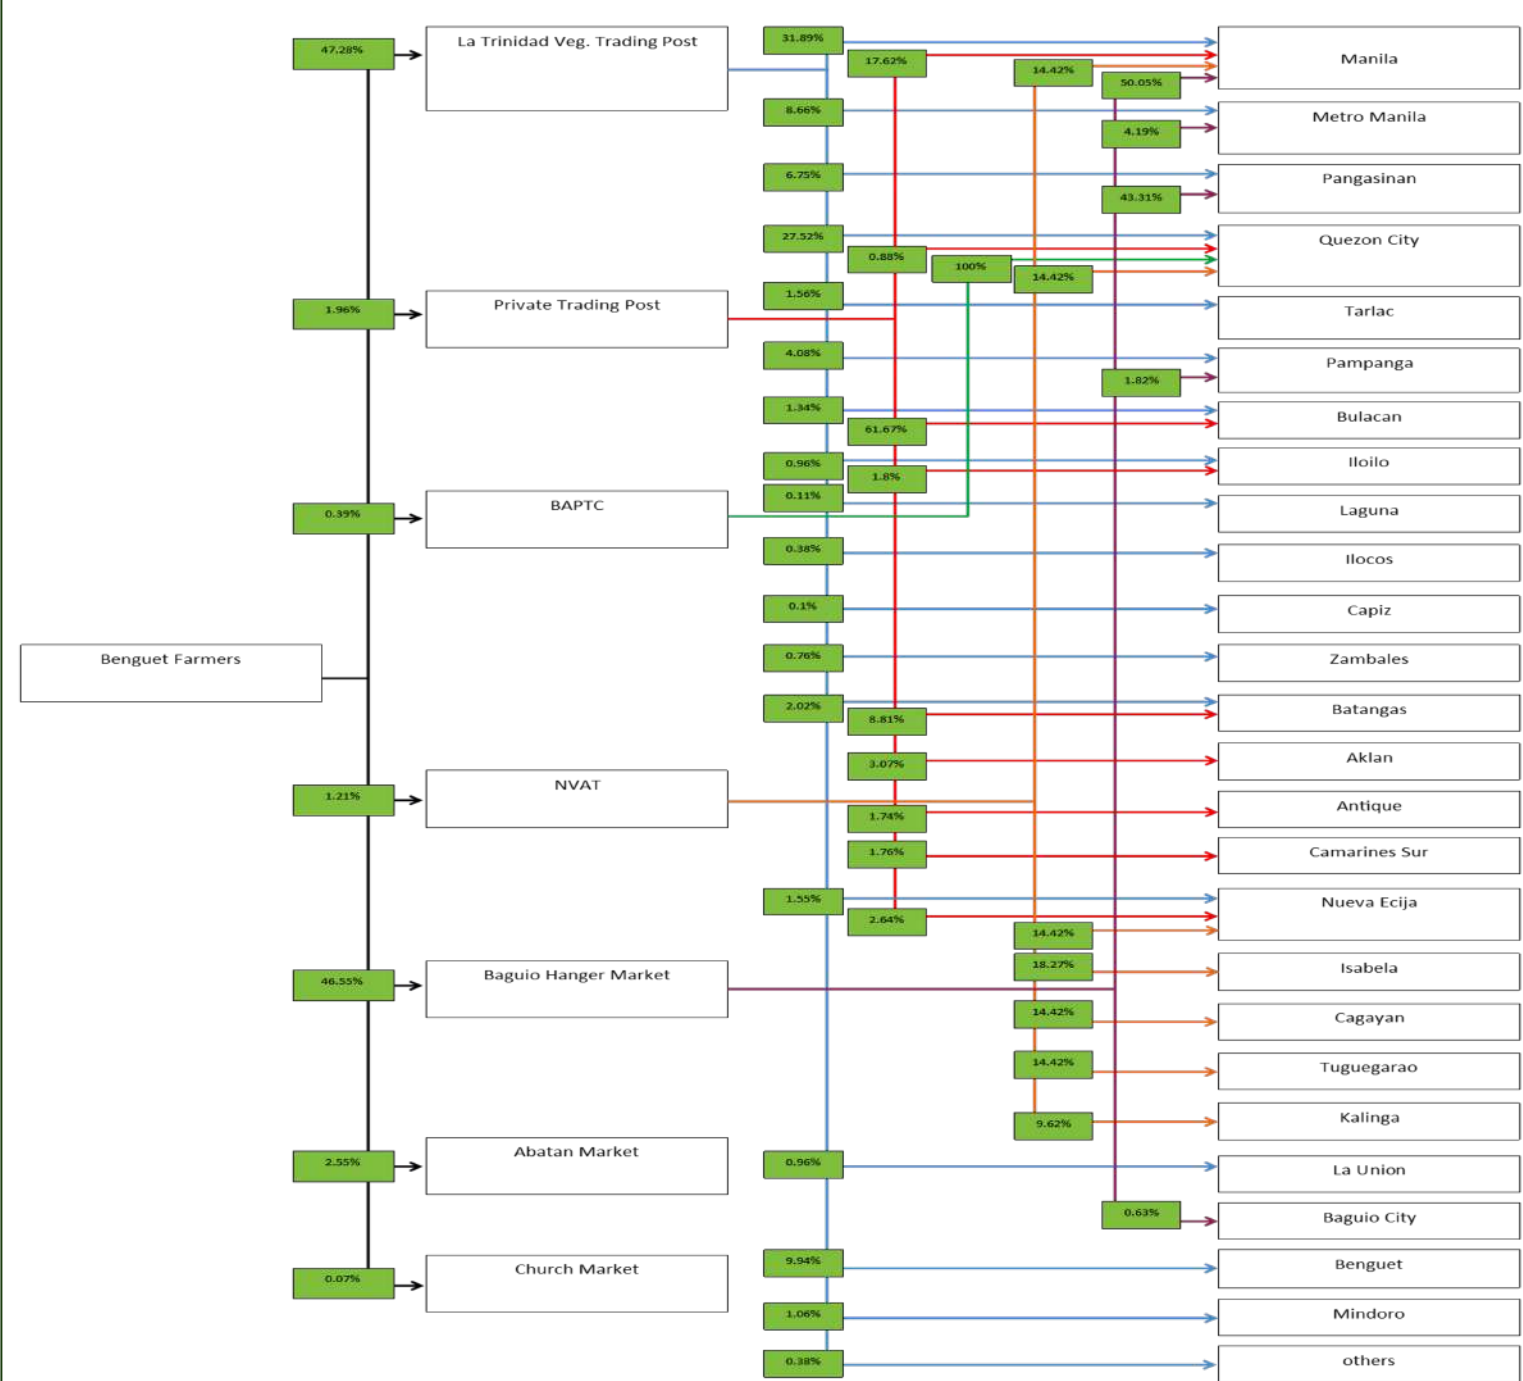 47.28%
La Trinidad Veg. Trading Post
31.89%
17.62%
14.42%
50.05%
Manila
8.66%
4.19%
Metro Manila
6.75%
43.31%
Pangasinan
27.52%
0.88%
100%
14.42%
Quezon City
1.96%
Private Trading Post
1.56%
Tarlac
4.08%
1.82%
Pampanga
1.34%
61.67%
Bulacan
0.96%
1.8%
Iloilo
0.39%
BAPTC
0.11%
Laguna
0.38%
Ilocos
0.1%
Capiz
Benguet Farmers
0.76%
Zambales
2.02%
8.81%
Batangas
3.07%
Aklan
1.21%
NVAT
1.74%
Antique
1.76%
Camarines Sur
1.55%
2.64%
14.42%
Nueva Ecija
46.55%
Baguio Hanger Market
18.27%
Isabela
14.42%
Cagayan
14.42%
Tuguegarao
9.62%
Kalinga
2.55%
Abatan Market
0.96%
La Union
0.63%
Baguio City
0.07%
Church Market
9.94%
Benguet
1.06%
Mindoro
0.38%
others